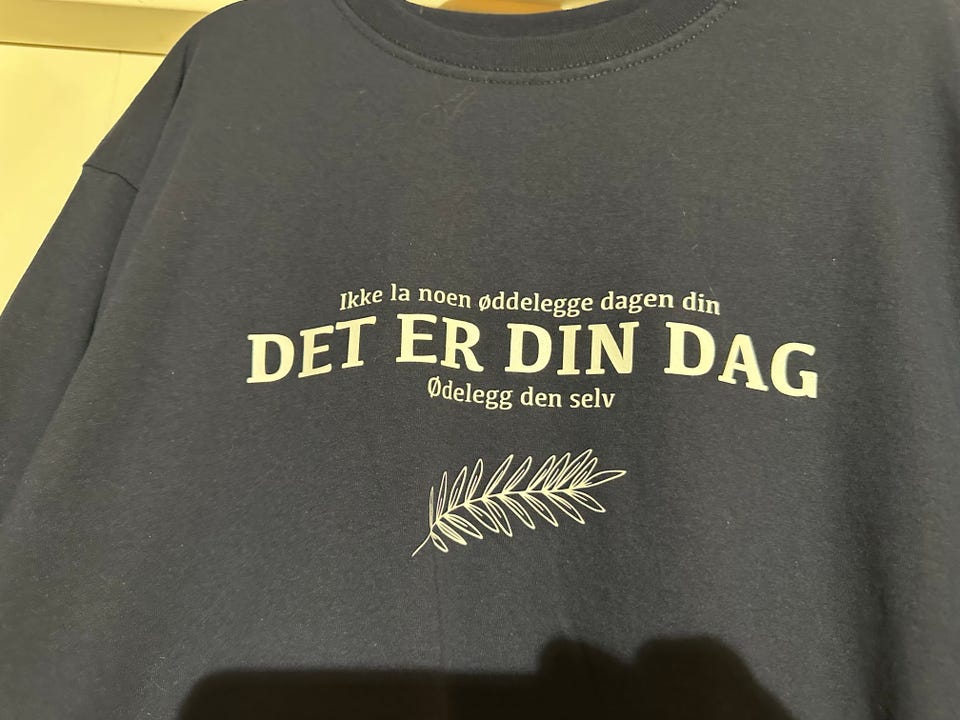 Ikke la noen øddelegge dagen din
DET ER DIN DAG
Ødelegg den selv